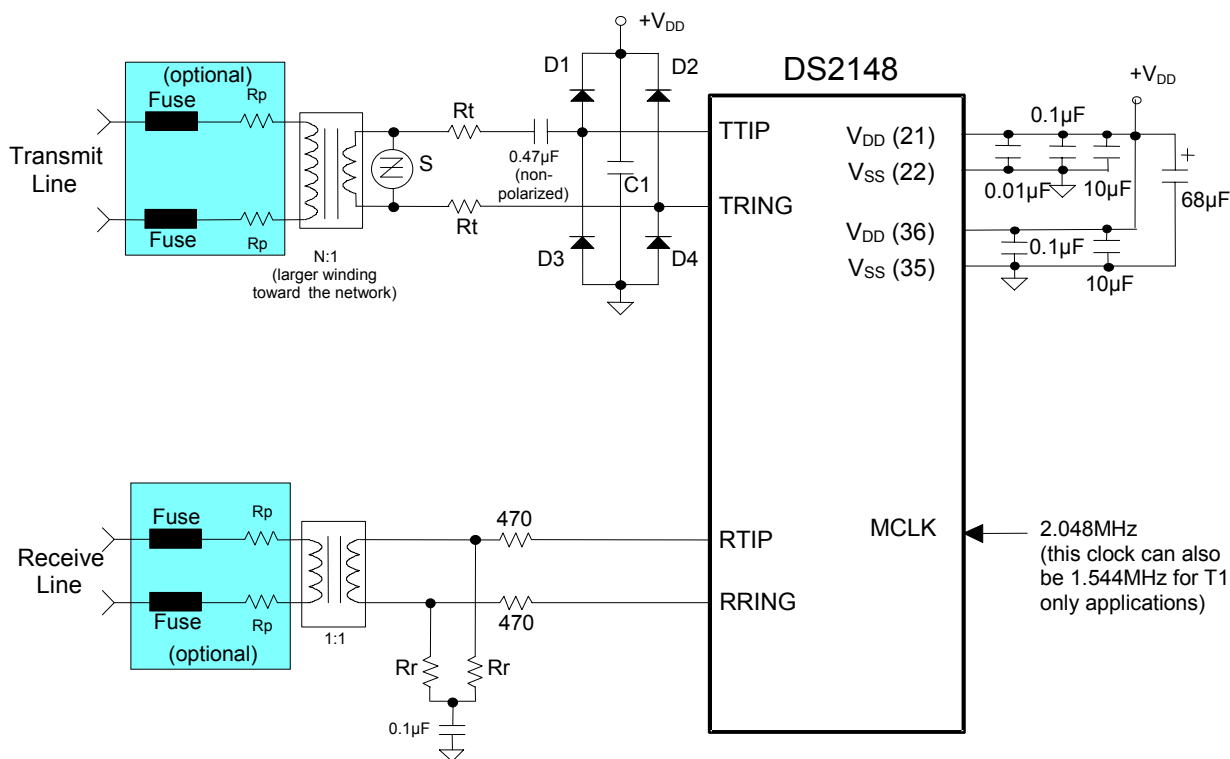 +VDD
(optional)
Fuse
Rp
Transmit
Line
Fuse
Rp
N:1
(larger winding
toward the network)
S
Rt
Rt
0.47µF
(non-
polarized)
D1
D2
C1
D3
D4
DS2148
TTIP
TRING
VDD (21)
VSS (22)
VDD (36)
VSS (35)
+VDD
0.1µF
0.01µF
10µF
+
68µF
0.1µF
10µF
Receive
Line
Fuse
Rp
Fuse
Rp
(optional)
1:1
470
470
Rr
Rr
0.1µF
RTIP
RRING
MCLK
2.048MHz
(this clock can also
be 1.544MHz for T1
only applications)